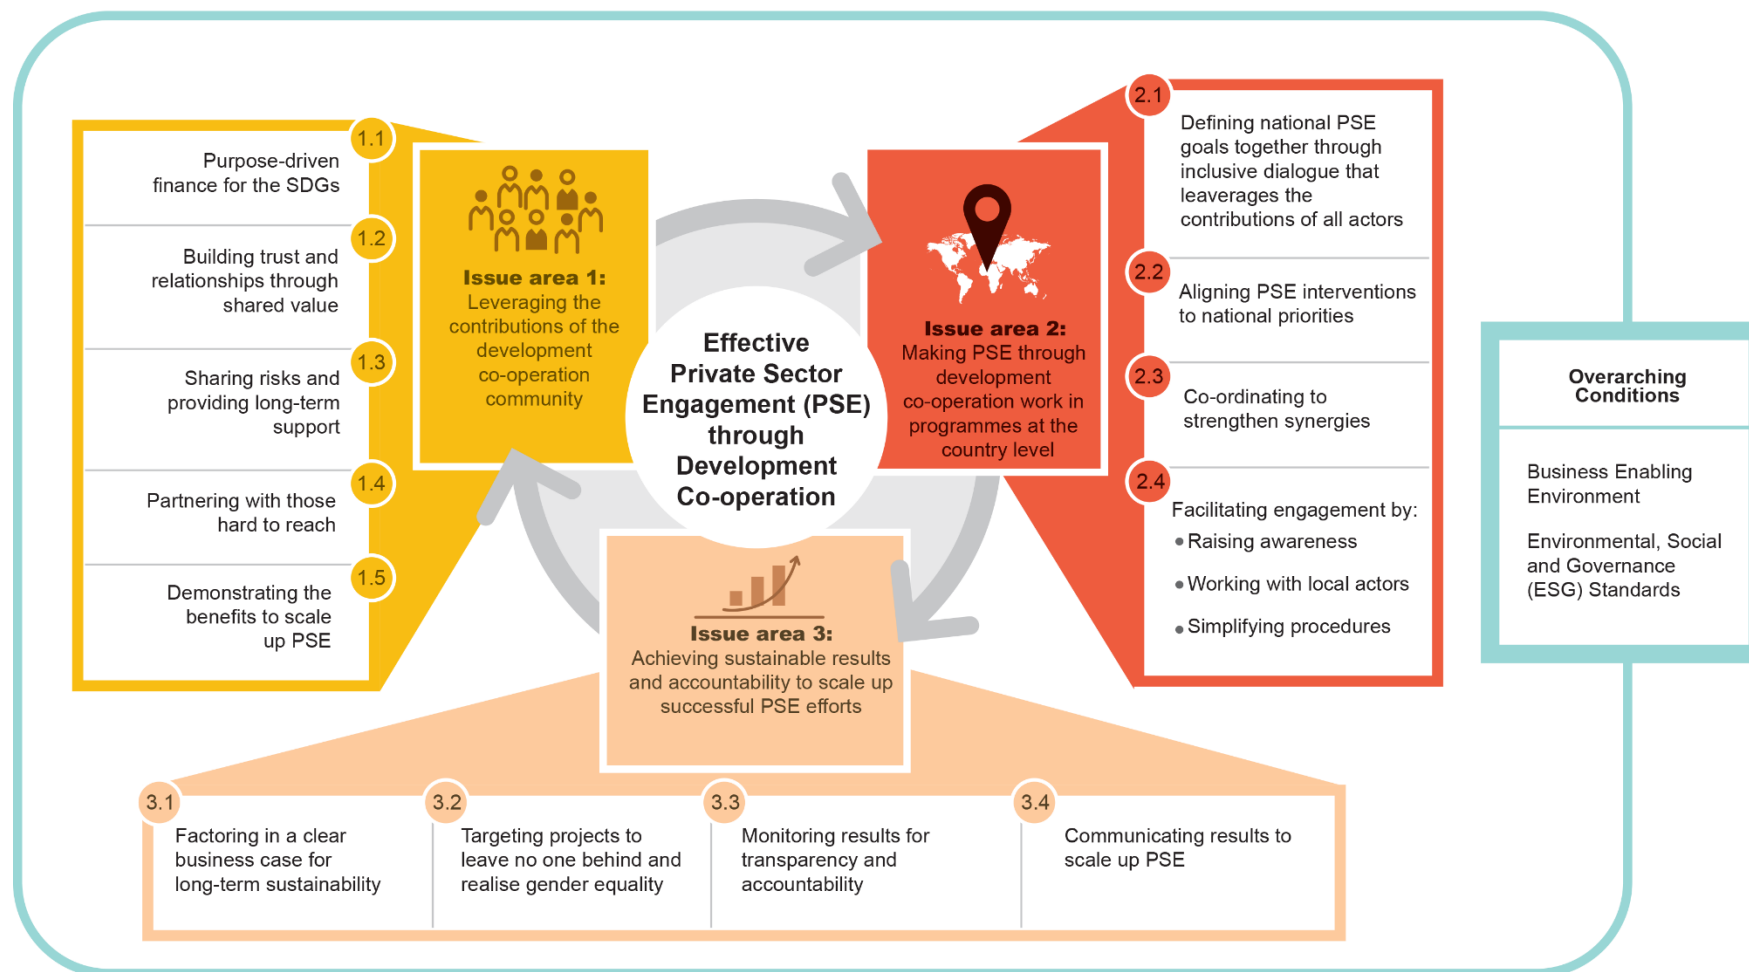 1.1
Purpose-driven
finance for the SDGs
1.2
Building trust and
relationships through
shared value
1.3
Sharing risks and
providing long-term
support
1.4
Partnering with those
hard to reach
1.5
Demonstrating the
benefits to scale
up PSE
Issue area 1:
Leveraging the
contributions of the
development
co-operation
community
Effective
Private Sector
Engagement (PSE)
through
Development
Co-operation
Issue area 2:
Making PSE through
development
co-operation work in
programmes at the
country level
2.1
Defining national PSE
goals together through
inclusive dialogue that
leaverages the
contributions of all actors
2.2
Aligning PSE interventions
to national priorities
2.3
Co-ordinating to
strengthen synergies
2.4
Facilitating engagement by:
• Raising awareness
• Working with local actors
• Simplifying procedures
Overarching
Conditions
Business Enabling
Environment
Environmental, Social
and Governance
(ESG) Standards
Issue area 3:
Achieving sustainable results
and accountability to scale up
successful PSE efforts
3.1
Factoring in a clear
business case for
long-term sustainability
3.2
Targeting projects to
leave no one behind and
realise gender equality
3.3
Monitoring results for
transparency and
accountability
3.4
Communicating results to
scale up PSE